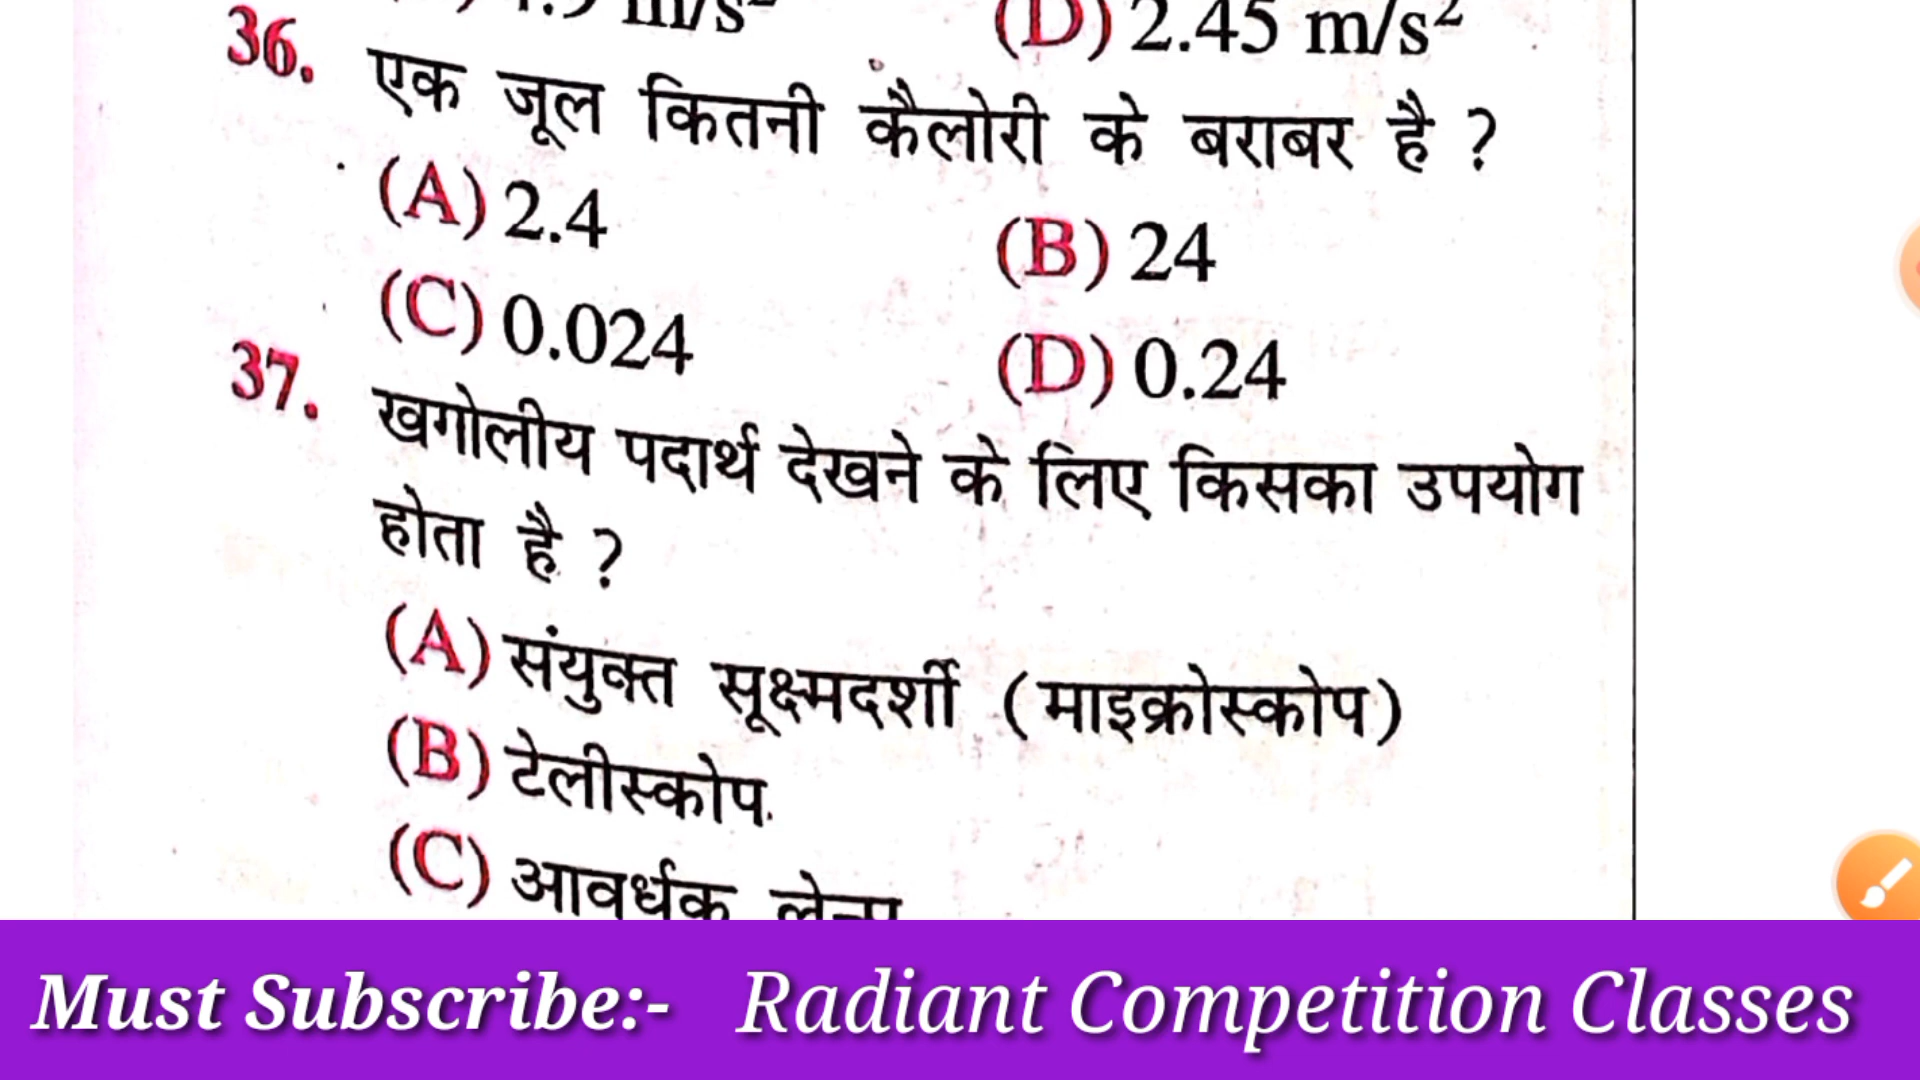 (D) 2.45 m/s²
36. एक जूल कितनी कैलोरी के बराबर है ?
(A) 2.4 (B) 24
(C) 0.024 (D) 0.24
37. खगोलीय पदार्थ देखने के लिए किसका उपयोग
होता है ?
(A) संयुक्त सूक्ष्मदर्शी (माइक्रोस्कोप)
(B) टेलीस्कोप
(C) आवर्धक लेन्स
Must Subscribe:- Radiant Competition Classes